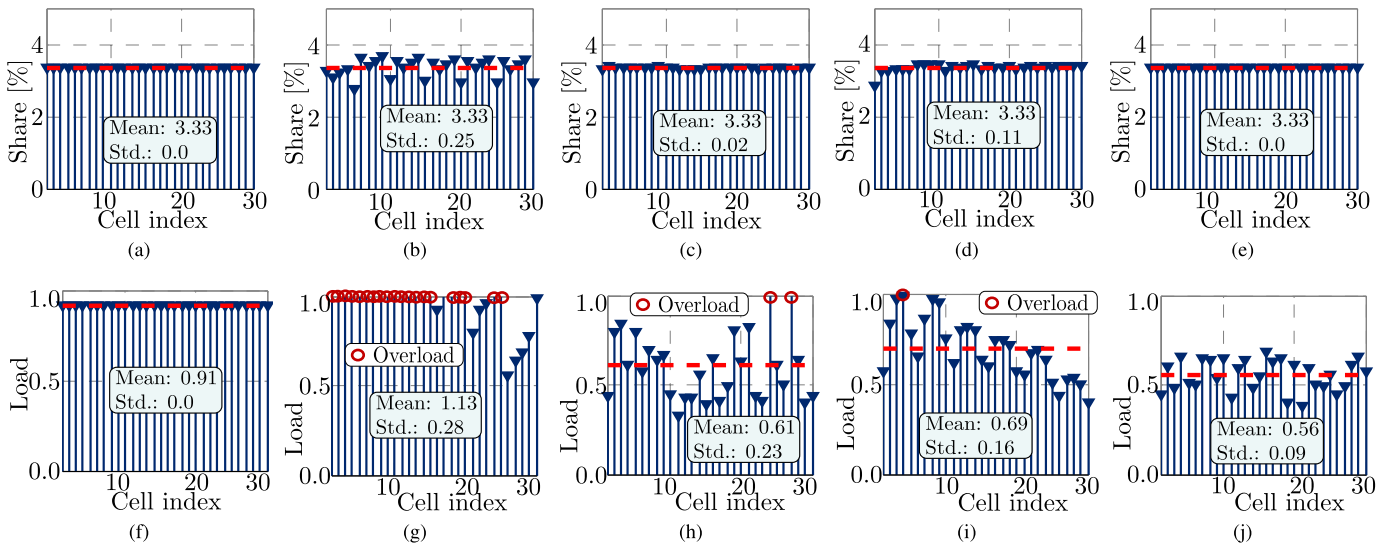 Share [%]
4
2
0
Mean: 3.33
Std.: 0.0
10
20
30
Cell index
(a)
Share [%]
4
2
0
Mean: 3.33
Std.: 0.25
10
20
30
Cell index
(b)
Share [%]
4
2
0
Mean: 3.33
Std.: 0.02
10
20
30
Cell index
(c)
Share [%]
4
2
0
Mean: 3.33
Std.: 0.11
10
20
30
Cell index
(d)
Share [%]
4
2
0
Mean: 3.33
Std.: 0.0
10
20
30
Cell index
(e)
Load
1.0
0.5
0.0
Mean: 0.91
Std.: 0.0
10
20
30
Cell index
(f)
Load
1.0
0.5
0.0
Overload
Mean: 1.13
Std.: 0.28
10
20
30
Cell index
(g)
Load
1.0
0.5
0.0
Overload
Mean: 0.61
Std.: 0.23
10
20
30
Cell index
(h)
Load
1.0
0.5
0.0
Overload
Mean: 0.69
Std.: 0.16
10
20
30
Cell index
(i)
Load
1.0
0.5
0.0
Mean: 0.56
Std.: 0.09
10
20
30
Cell index
(j)